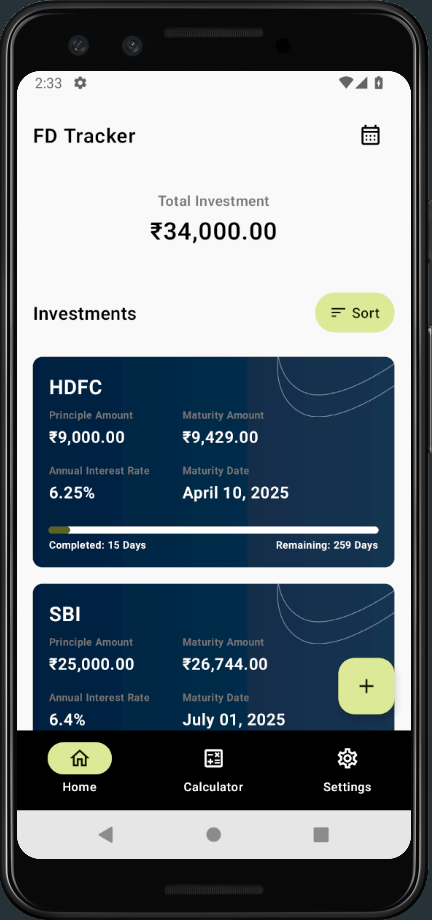 2:33
FD Tracker
Total Investment
₹34,000.00
Investments
Sort
HDFC
Principle Amount Maturity Amount
₹9,000.00 ₹9,429.00
Annual Interest Rate Maturity Date
6.25% April 10, 2025
Completed: 15 Days Remaining: 259 Days
SBI
Principle Amount Maturity Amount
₹25,000.00 ₹26,744.00
Annual Interest Rate Maturity Date
6.4% July 01, 2025
Home Calculator Settings